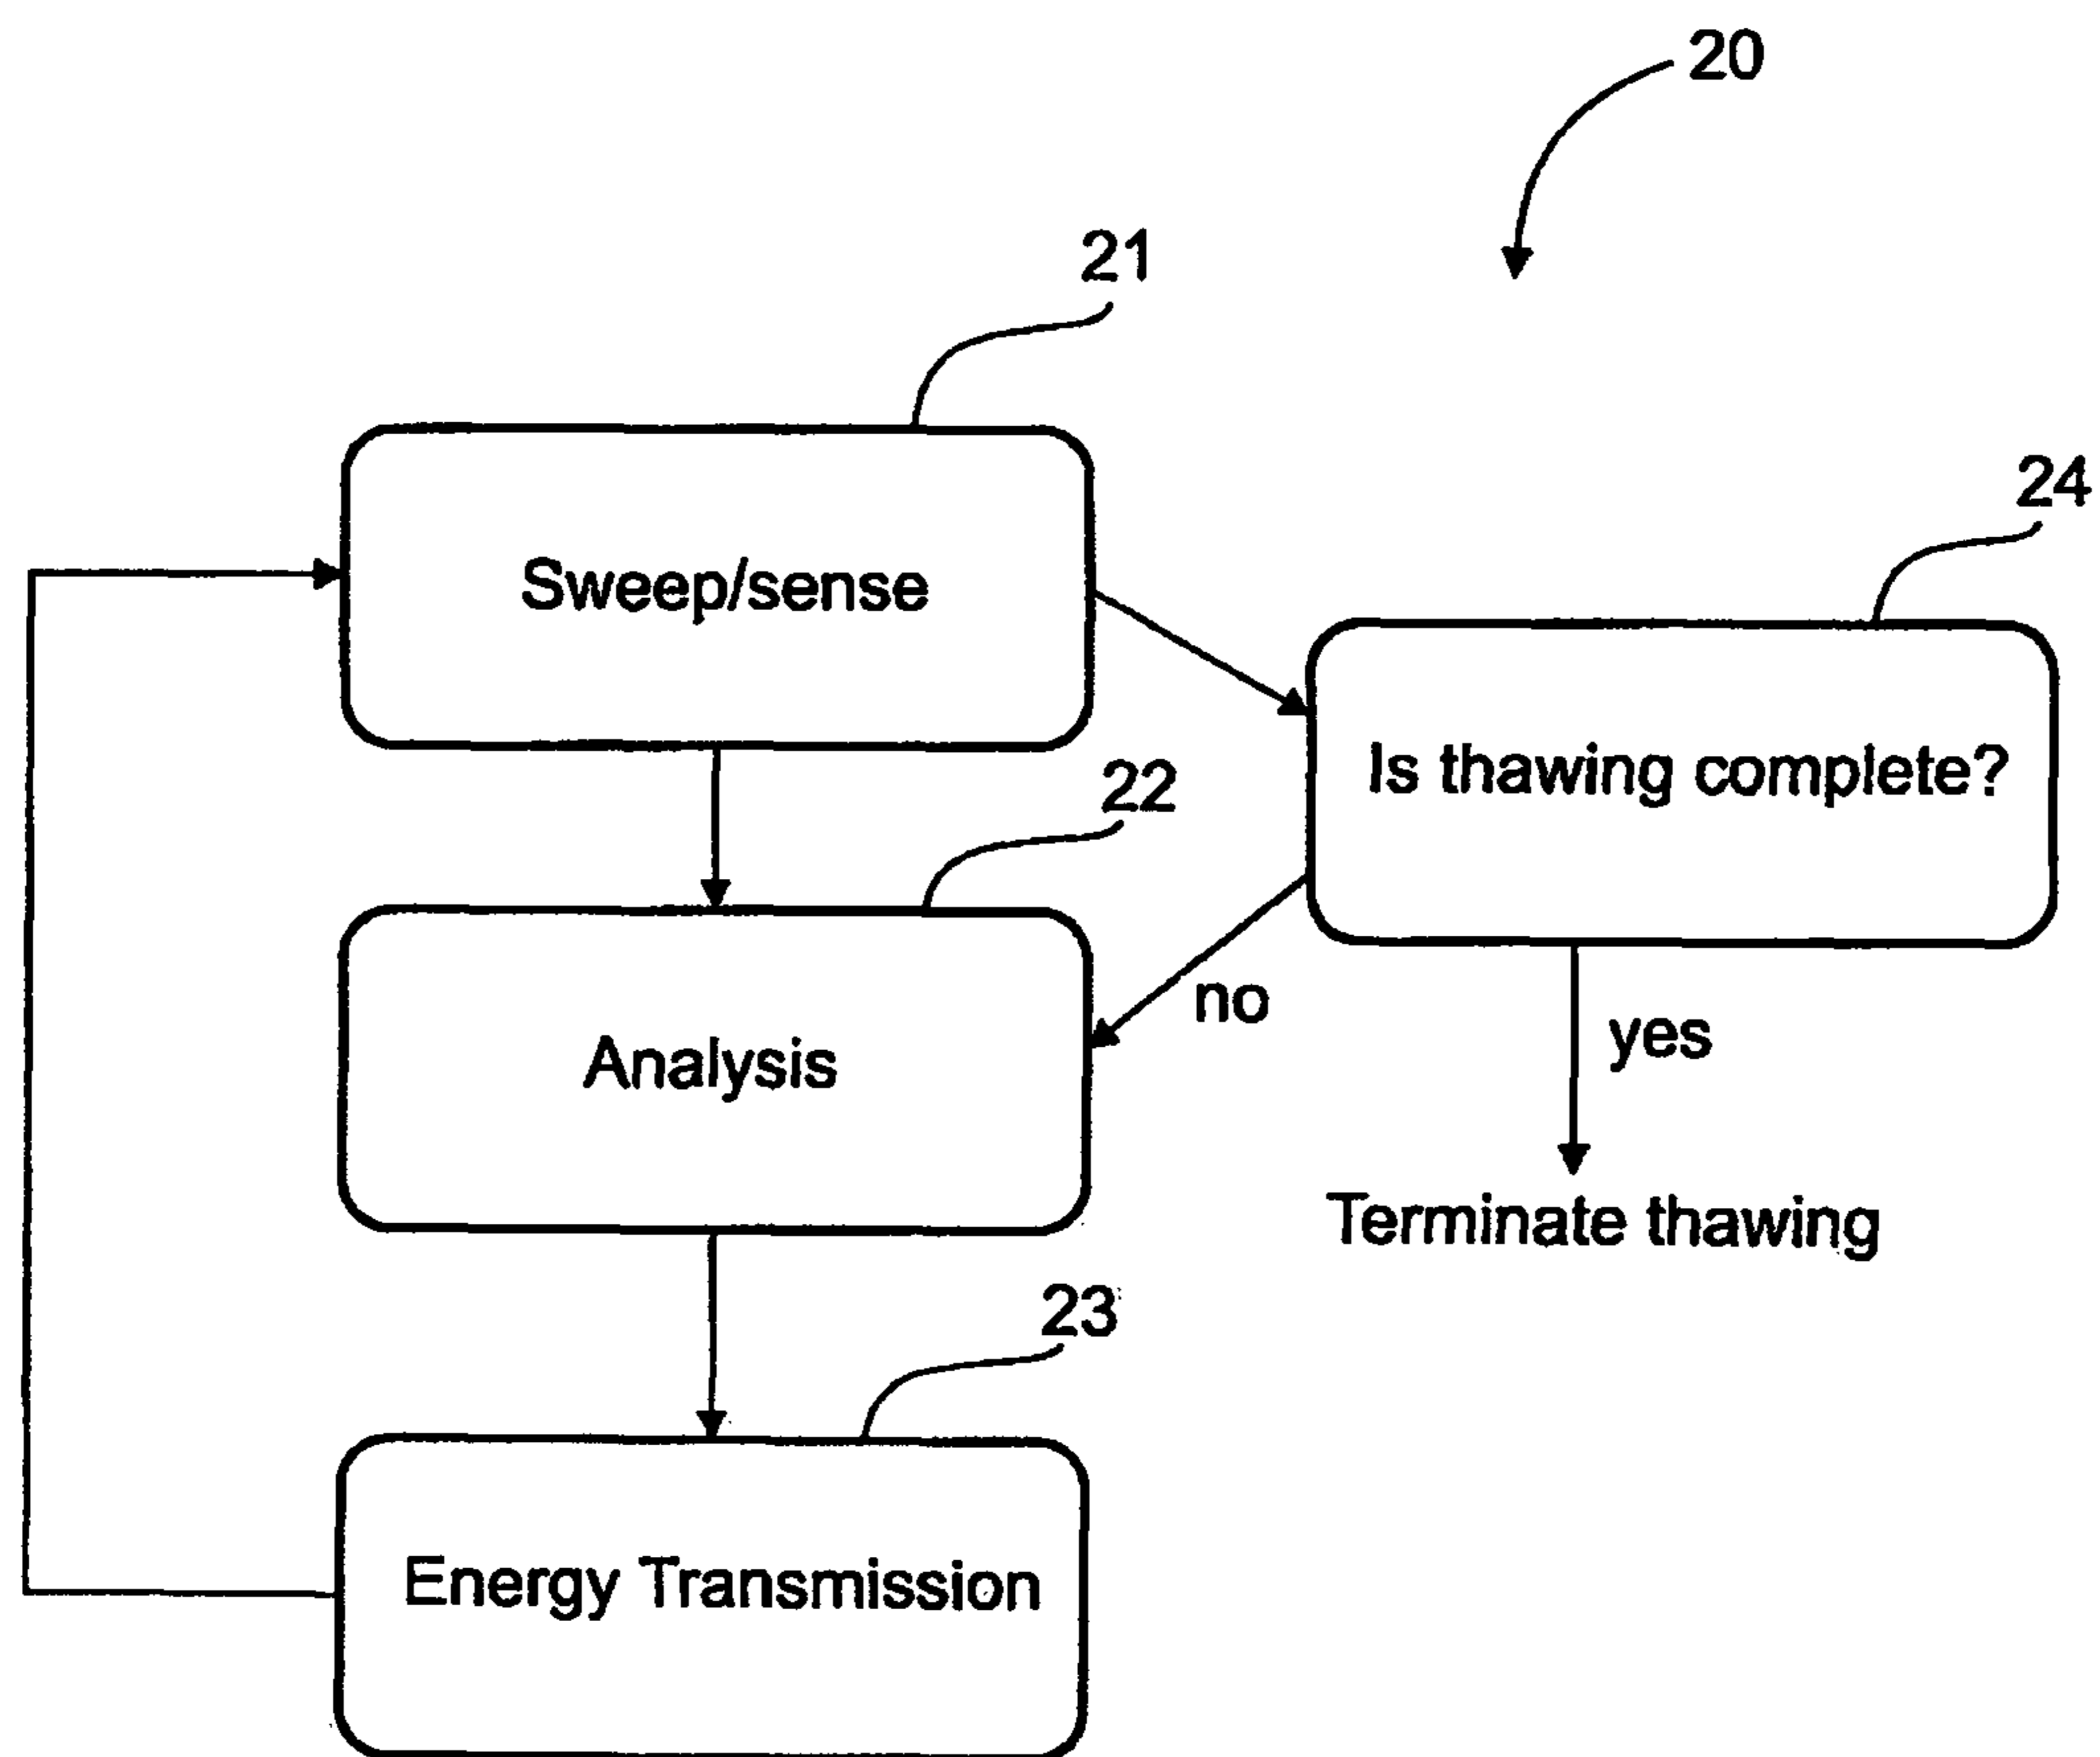 20
21
Sweep/sense
24
Is thawing complete?
22
no
yes
Analysis
Terminate thawing
23
Energy Transmission